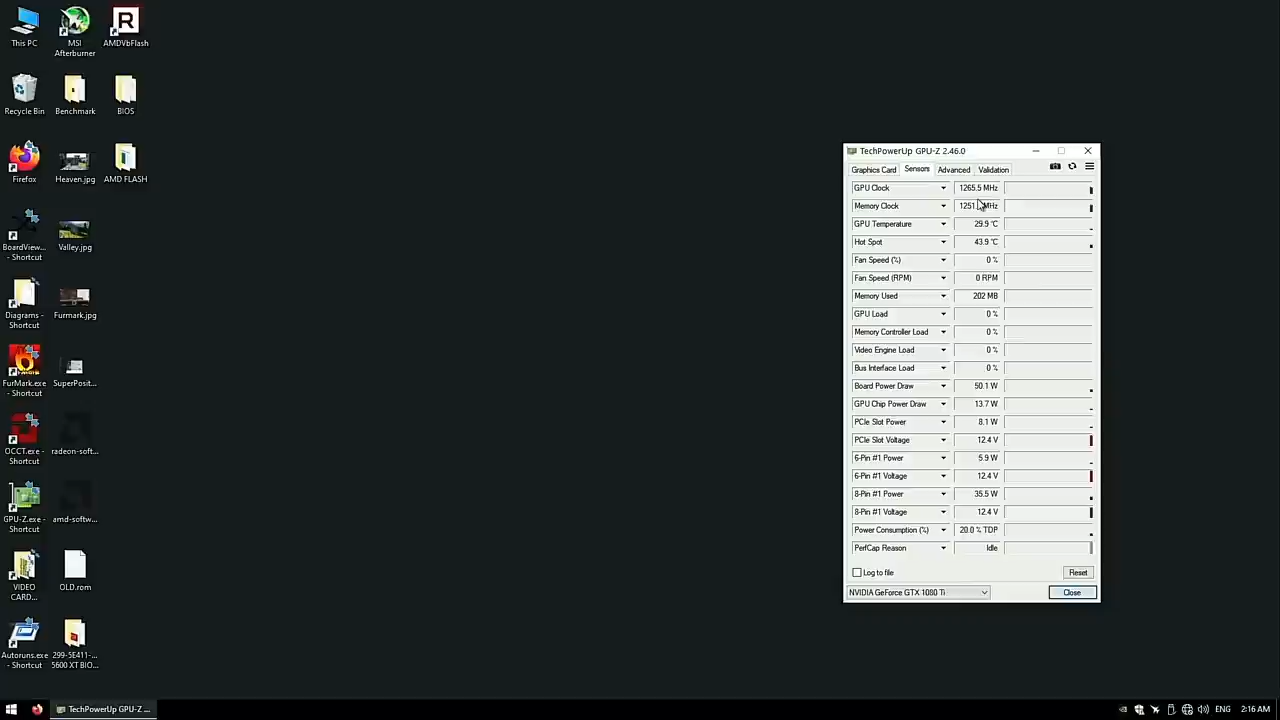 This PC
MSI
Afterburner
AMDVbFlash
R
Recycle Bin
Benchmark
BIOS
Firefox
Heaven.jpg
AMD FLASH
BoardView...
- Shortcut
Valley.jpg
Diagrams -
Shortcut
Furmark.jpg
FurMark.exe
- Shortcut
SuperPosit...
OCCT.exe -
Shortcut
radeon-soft...
GPU-Z.exe -
Shortcut
amd-softw...
VIDEO
CARD...
OLD.rom
Autoruns.exe
- Shortcut
299-5E411-...
5600 XT BIO...
TechPowerUp GPU-Z 2.46.0
Graphics Card Sensors Advanced Validation
GPU Clock 1265.5 MHz
Memory Clock MHz
GPU Temperature 29.9 °C
Hot Spot 43.9 °C
Fan Speed (%) 0 %
Fan Speed (RPM) 0 RPM
Memory Used 202 MB
GPU Load 0 %
Memory Controller Load 0 %
Video Engine Load 0 %
Bus Interface Load 0 %
Board Power Draw 50.1 W
GPU Chip Power Draw 13.7 W
PCIe Slot Power 8.1 W
PCIe Slot Voltage 12.4 V
6-Pin #1 Power 5.9 W
6-Pin #1 Voltage 12.4 V
8-Pin #1 Power 35.5 W
8-Pin #1 Voltage 12.4 V
Power Consumption (%) 20.0 % TDP
PerfCap Reason Idle
Log to file
Reset
NVIDIA GeForce GTX 1080 Ti
Close
TechPowerUp GPU-Z ...
ENG
2:16 AM